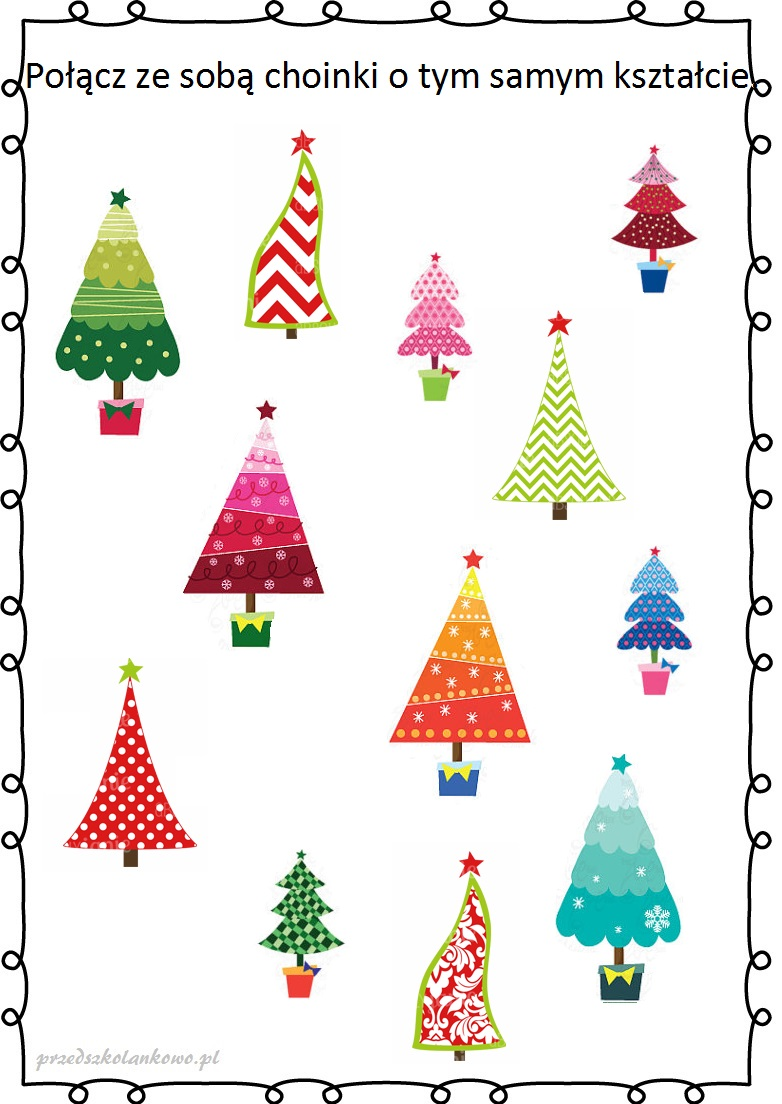 Połącz ze sobą choinki o tym samym kształcie
przedszkolankowo.pl